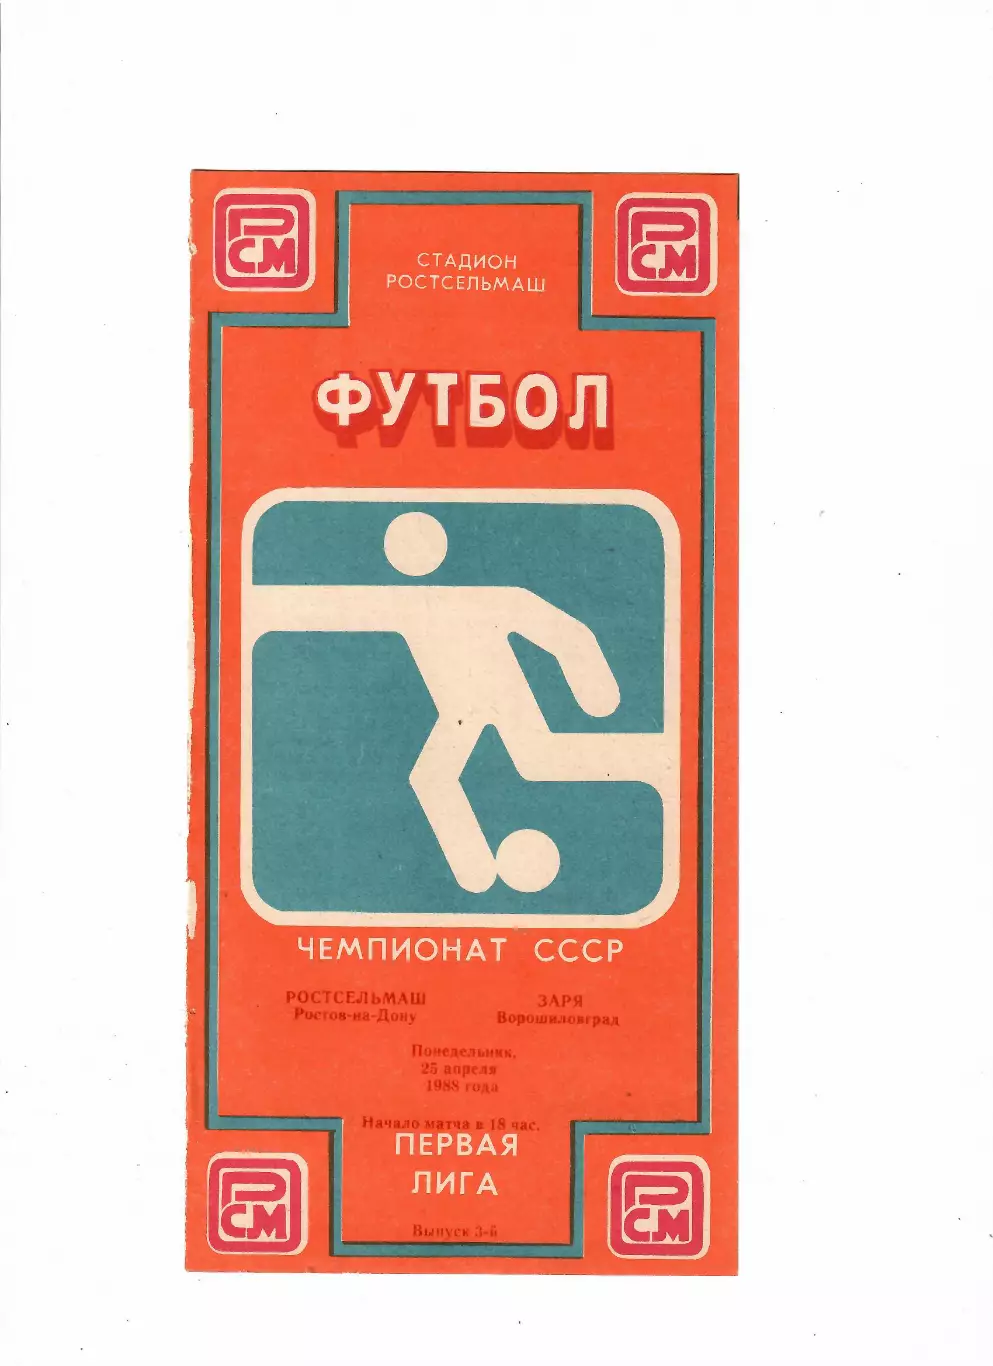 РСМ
РСМ
СТАДИОН
РОСТСЕЛЬМАШ
ФУТБОЛ
ЧЕМПИОНАТ СССР
РОСТСЕЛЬМАШ
Ростов-на-Дону
ЗАРЯ
Ворошиловград
Понедельник,
25 апреля
1988 года
Начало матча в 18 час.
ПЕРВАЯ
ЛИГА
Выпуск 3-й
РСМ
РСМ